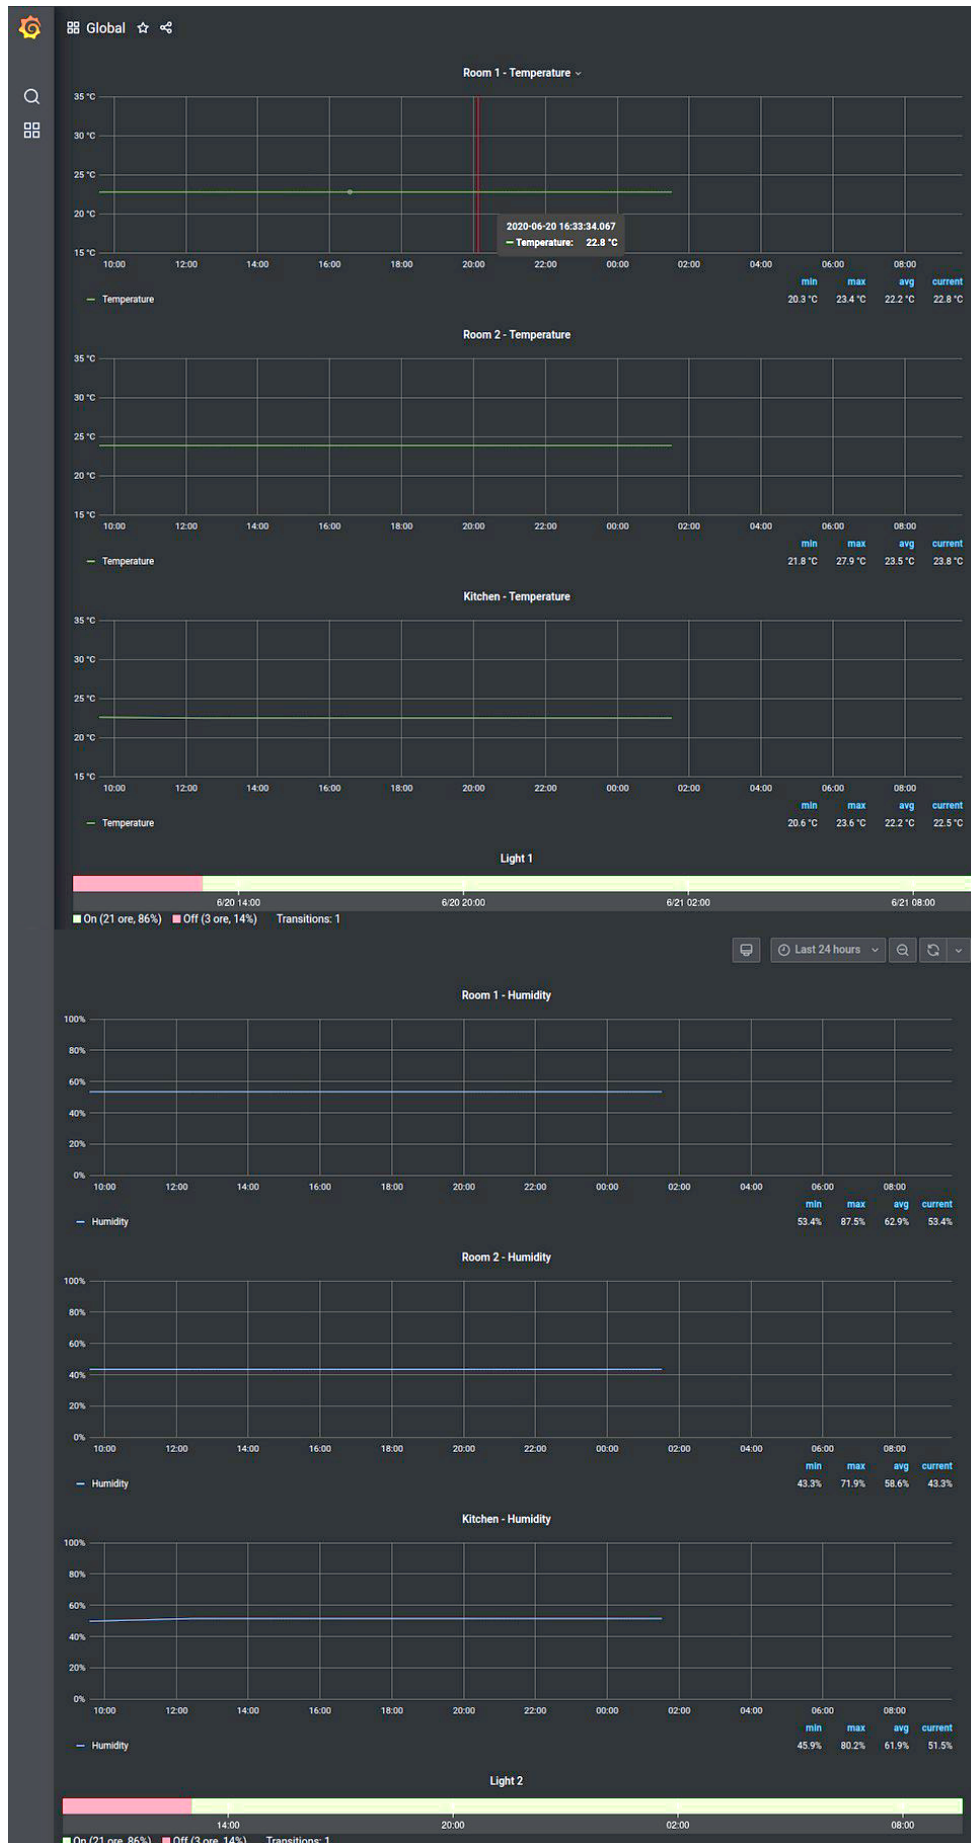 Global
Room 1 - Temperature
35 °C
30 °C
25 °C
20 °C
15 °C
2020-06-20 16:33:34.067
Temperature: 22.8 °C
10:00 12:00 14:00 16:00 18:00 20:00 22:00 00:00 02:00 04:00 06:00 08:00
min max avg current
Temperature 20.3 °C 23.4 °C 22.2 °C 22.8 °C
Room 2 - Temperature
35 °C
30 °C
25 °C
20 °C
15 °C
10:00 12:00 14:00 16:00 18:00 20:00 22:00 00:00 02:00 04:00 06:00 08:00
min max avg current
Temperature 21.8 °C 27.9 °C 23.5 °C 23.8 °C
Kitchen - Temperature
35 °C
30 °C
25 °C
20 °C
15 °C
10:00 12:00 14:00 16:00 18:00 20:00 22:00 00:00 02:00 04:00 06:00 08:00
min max avg current
Temperature 20.6 °C 23.6 °C 22.2 °C 22.5 °C
Light 1
6/20 14:00 6/20 20:00 6/21 02:00 6/21 08:00
On (21 ore, 86%) Off (3 ore, 14%) Transitions: 1
Last 24 hours
Room 1 - Humidity
100%
80%
60%
40%
20%
0%
10:00 12:00 14:00 16:00 18:00 20:00 22:00 00:00 02:00 04:00 06:00 08:00
min max avg current
Humidity 53.4% 87.5% 62.9% 53.4%
Room 2 - Humidity
100%
80%
60%
40%
20%
0%
10:00 12:00 14:00 16:00 18:00 20:00 22:00 00:00 02:00 04:00 06:00 08:00
min max avg current
Humidity 43.3% 71.9% 58.6% 43.3%
Kitchen - Humidity
100%
80%
60%
40%
20%
0%
10:00 12:00 14:00 16:00 18:00 20:00 22:00 00:00 02:00 04:00 06:00 08:00
min max avg current
Humidity 45.9% 80.2% 61.9% 51.5%
Light 2
14:00 20:00 02:00 08:00
On (21 ore, 86%) Off (3 ore, 14%) Transitions: 1